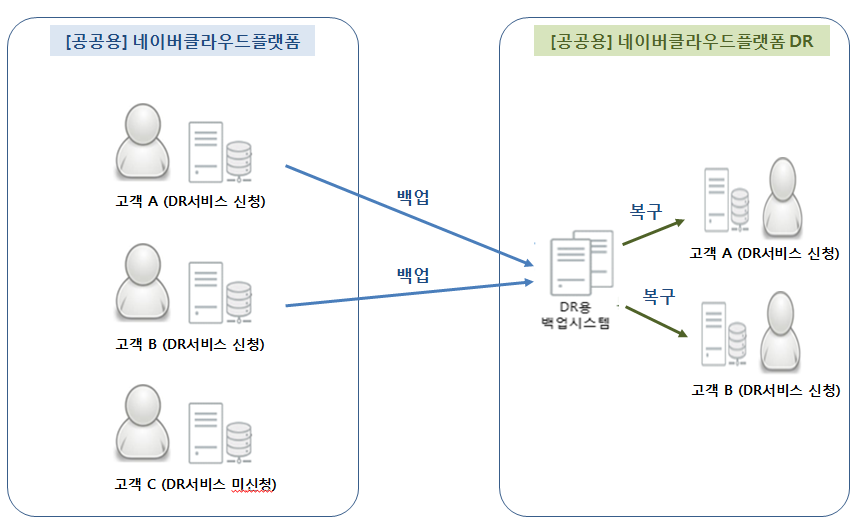 [공공용] 네이버클라우드플랫폼
[공공용] 네이버클라우드플랫폼 DR
고객 A (DR서비스 신청)
백업
복구
고객 A (DR서비스 신청)
고객 B (DR서비스 신청)
백업
DR용
백업시스템
복구
고객 B (DR서비스 신청)
고객 C (DR서비스 미신청)